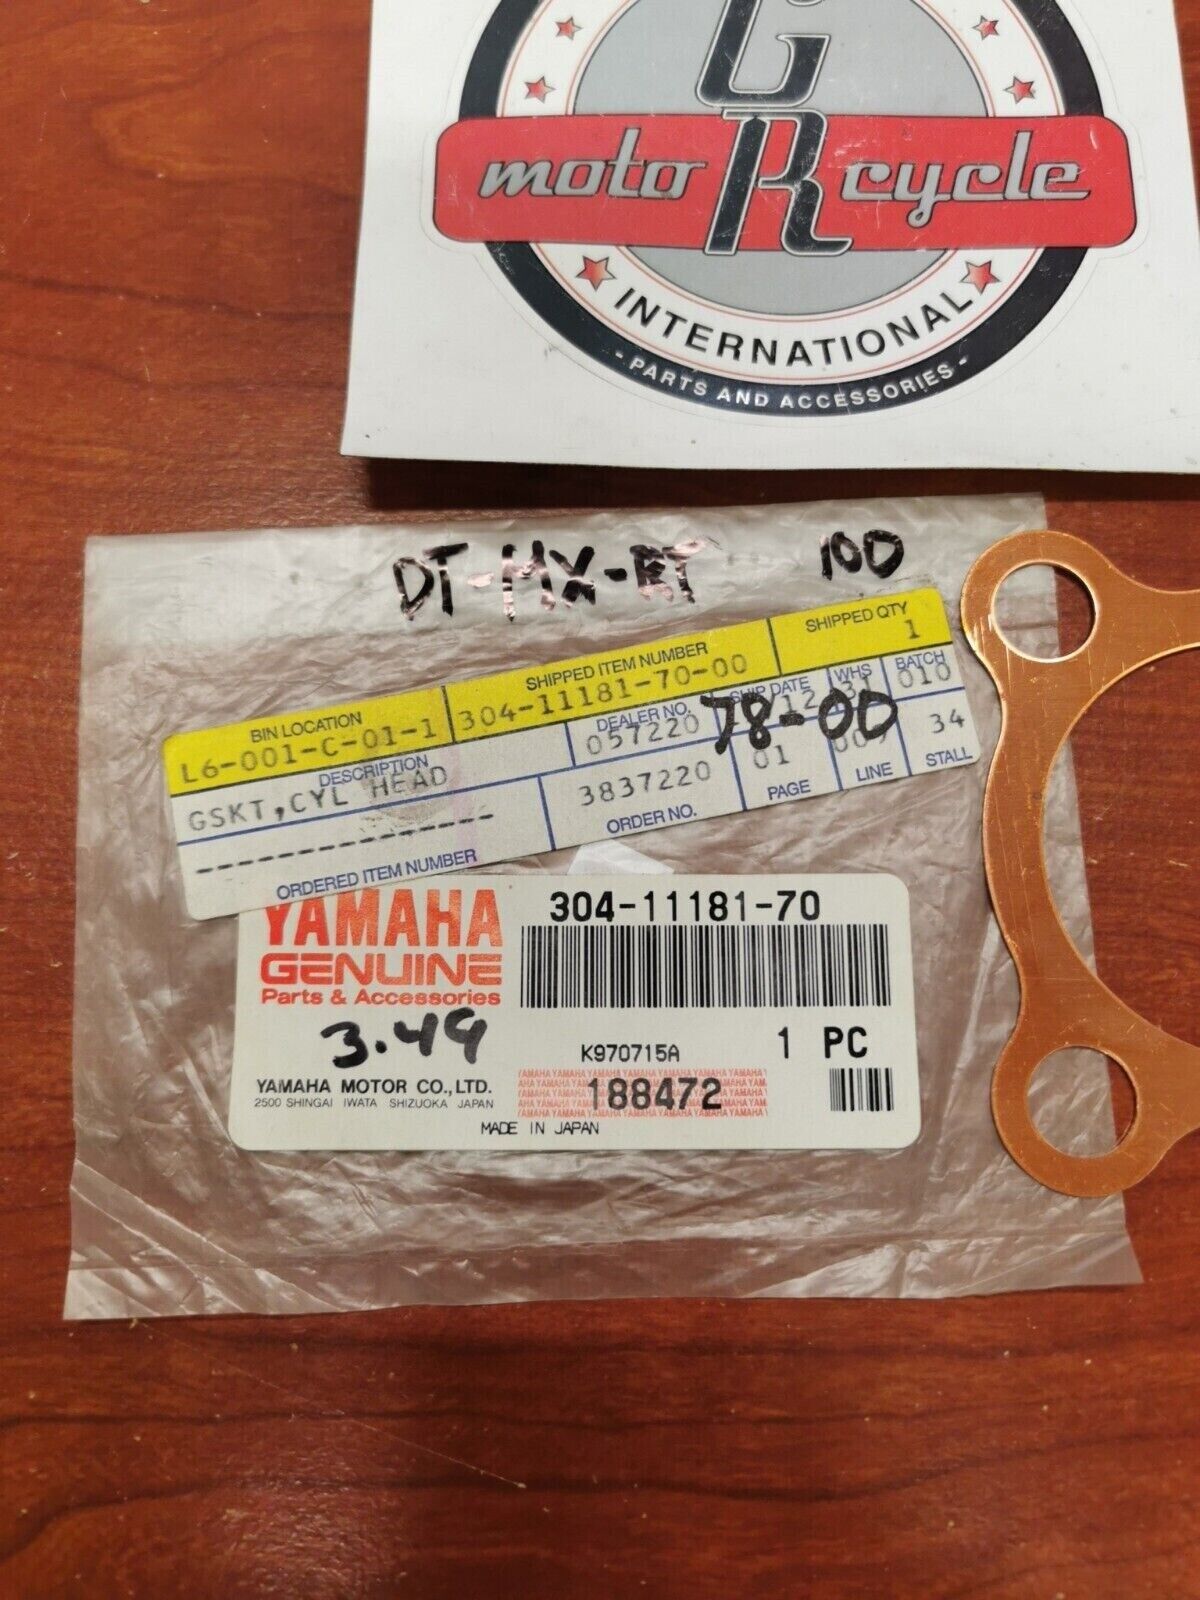 G
motoRcycle
INTERNATIONAL
- PARTS AND ACCESSORIES -
DT-MX-RT 100
BIN LOCATION SHIPPED ITEM NUMBER SHIPPED QTY
L6-001-C-01-1 304-11181-70-00 1
DESCRIPTION DEALER NO. SHIP DATE WHS BATCH
GSKT,CYL HEAD 057220 12 31 010
78-00
--------------- 3837220 01 34
ORDERED ITEM NUMBER ORDER NO. PAGE LINE STALL
YAMAHA 304-11181-70
GENUINE
Parts & Accessories
3.49 K970715A 1 PC
YAMAHA MOTOR CO.,LTD. 188472
2500 SHINGAI IWATA SHIZUOKA JAPAN
MADE IN JAPAN